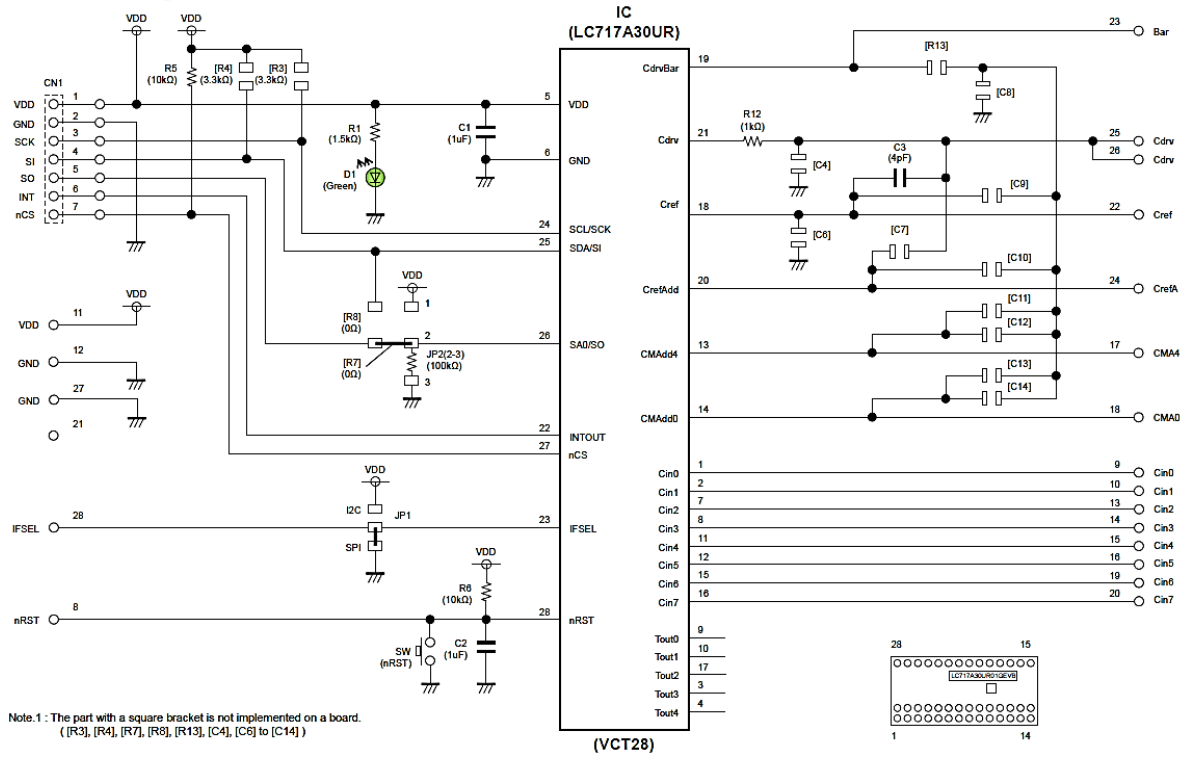 IC
(LC717A30UR)
VDD
VDD
R5
(10kΩ)
[R4]
(3.3kΩ)
[R3]
(3.3kΩ)
CN1
VDD 1
GND 2
SCK 3
SI 4
SO 5
INT 6
nCS 7
R1
(1.5kΩ)
D1
(Green)
C1
(1uF)
5 VDD
6 GND
24 SCL/SCK
25 SDA/SI
VDD
1
[R8]
(0Ω)
2
[R7]
(0Ω)
JP2(2-3)
(100kΩ)
3
26 SA0/SO
VDD
VDD 11
GND 12
GND 27
21
22 INTOUT
27 nCS
VDD
I2C
JP1
SPI
IFSEL 28
23 IFSEL
VDD
R6
(10kΩ)
nRST 8
28 nRST
SW
(nRST)
C2
(1uF)
CdrvBar 19
[R13]
[C8]
23 Bar
Cdrv 21
R12
(1kΩ)
[C4]
C3
(4pF)
25 Cdrv
26 Cdrv
[C9]
Cref 18
[C6]
22 Cref
[C7]
[C10]
CrefAdd 20
24 CrefA
[C11]
[C12]
CMAdd4 13
17 CMA4
[C13]
[C14]
CMAdd0 14
18 CMA0
Cin0 1 9 Cin0
Cin1 2 10 Cin1
Cin2 7 13 Cin2
Cin3 8 14 Cin3
Cin4 11 15 Cin4
Cin5 12 16 Cin5
Cin6 15 19 Cin6
Cin7 16 20 Cin7
Tout0 9
Tout1 10
Tout2 17
Tout3 3
Tout4 4
(VCT28)
28 15
LC717A30UR01GEVB
1 14
Note.1 : The part with a square bracket is not implemented on a board.
( [R3], [R4], [R7], [R8], [R13], [C4], [C6] to [C14] )